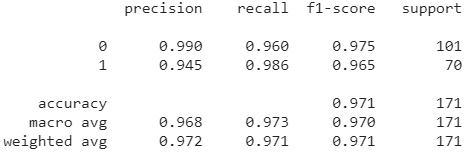 precision recall f1-score support
0 0.990 0.960 0.975 101
1 0.945 0.986 0.965 70
accuracy 0.971 171
macro avg 0.968 0.973 0.970 171
weighted avg 0.972 0.971 0.971 171